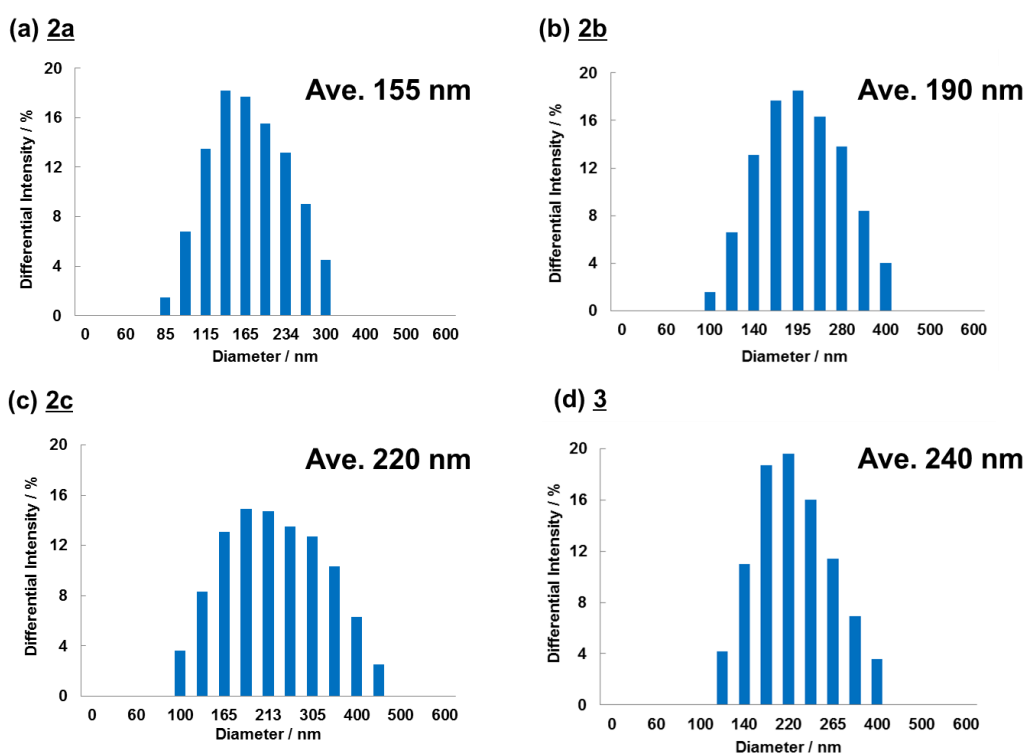 (a) 2a
Ave. 155 nm
Differential Intensity / %
20
16
12
8
4
0
0 60 85 115 165 234 300 400 500 600
Diameter / nm
(b) 2b
Ave. 190 nm
Differential Intensity / %
20
16
12
8
4
0
0 60 100 140 195 280 400 500 600
Diameter / nm
(c) 2c
Ave. 220 nm
Differential Intensity / %
20
16
12
8
4
0
0 60 100 165 213 305 400 500 600
Diameter / nm
(d) 3
Ave. 240 nm
Differential Intensity / %
20
16
12
8
4
0
0 60 100 140 220 265 400 500 600
Diameter / nm